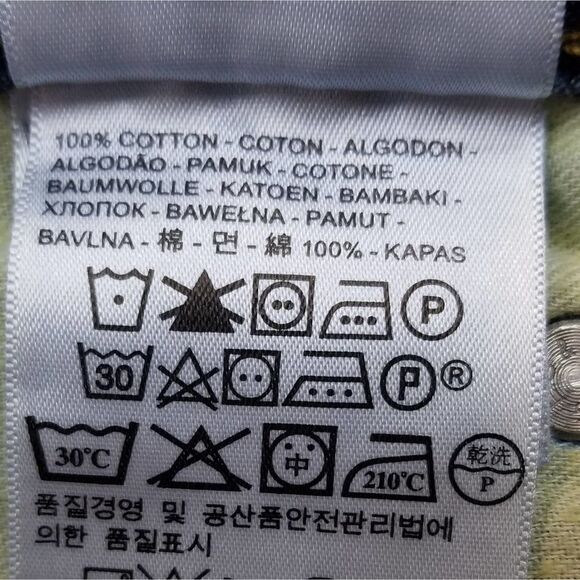 100% COTTON - COTON - ALGODON -
ALGODÃO - PAMUK - COTONE -
BAUMWOLLE - KATOEN - BAMBAKI -
ХЛОПОК - BAWEŁNA - PAMUT -
BAVLNA - 棉 - 면 - 綿 100% - KAPAS
P
30 P ®
30°C 中 210°C 乾洗 P
품질경영 및 공산품안전관리법에
의한 품질표시